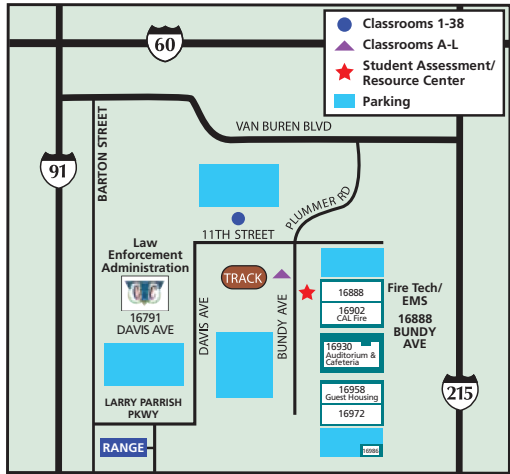 60
Classrooms 1-38
Classrooms A-L
Student Assessment/
Resource Center
Parking
VAN BUREN BLVD
BARTON STREET
91
PLUMMER RD
11TH STREET
Law
Enforcement
Administration
16791
DAVIS AVE
TRACK
DAVIS AVE
BUNDY AVE
16888
16902
CAL Fire
Fire Tech/
EMS
16888
BUNDY
AVE
16930
Auditorium &
Cafeteria
16958
Guest Housing
16972
16986
215
LARRY PARRISH
PKWY
RANGE